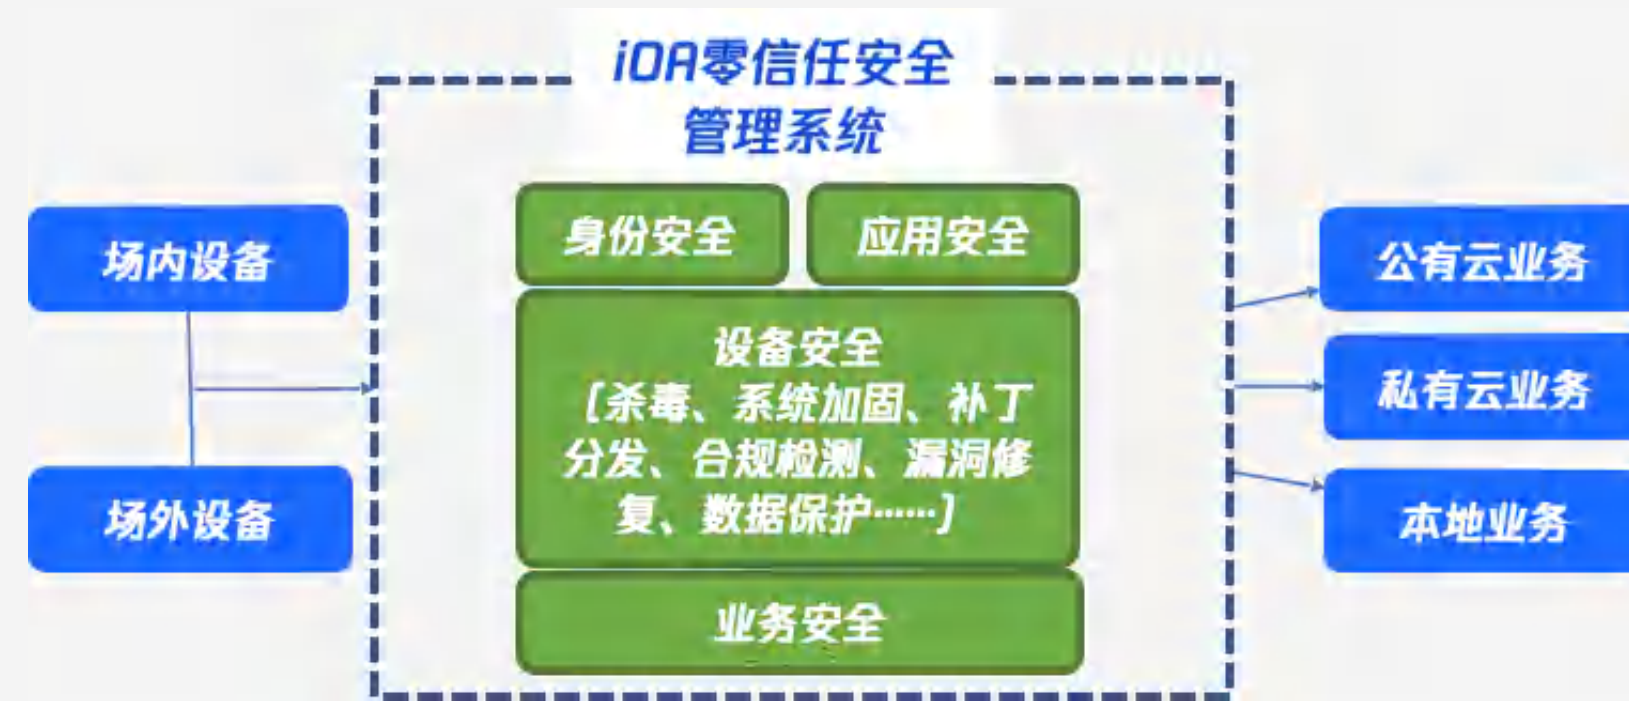 iOA零信任安全
管理系统
身份安全
应用安全
场内设备
设备安全
[杀毒、系统加固、补丁
分发、合规检测、漏洞修
复、数据保护……]
场外设备
业务安全
公有云业务
私有云业务
本地业务